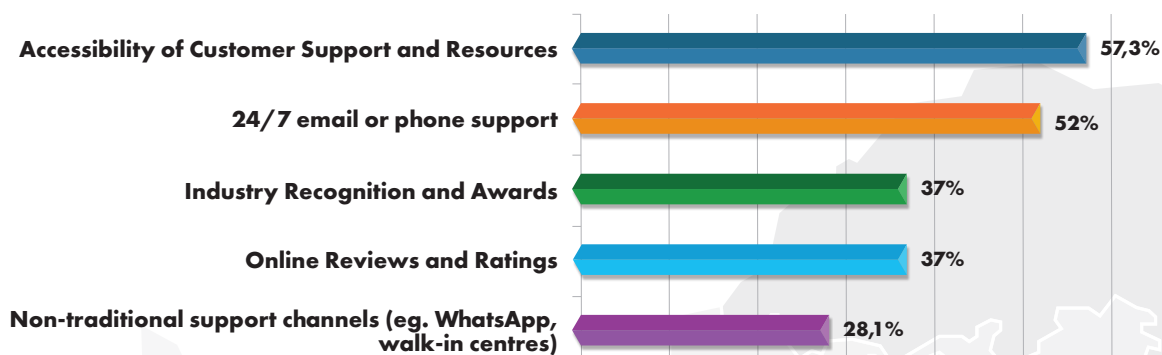 Accessibility of Customer Support and Resources
57,3%
24/7 email or phone support
52%
Industry Recognition and Awards
37%
Online Reviews and Ratings
37%
Non-traditional support channels (eg. WhatsApp,
walk-in centres)
28,1%